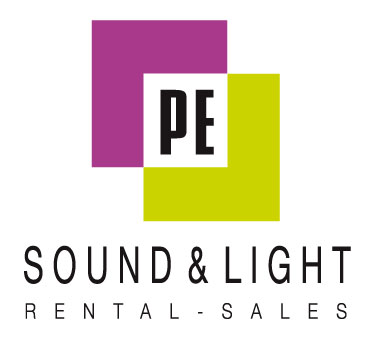 PE
SOUND & LIGHT
RENTAL - SALES